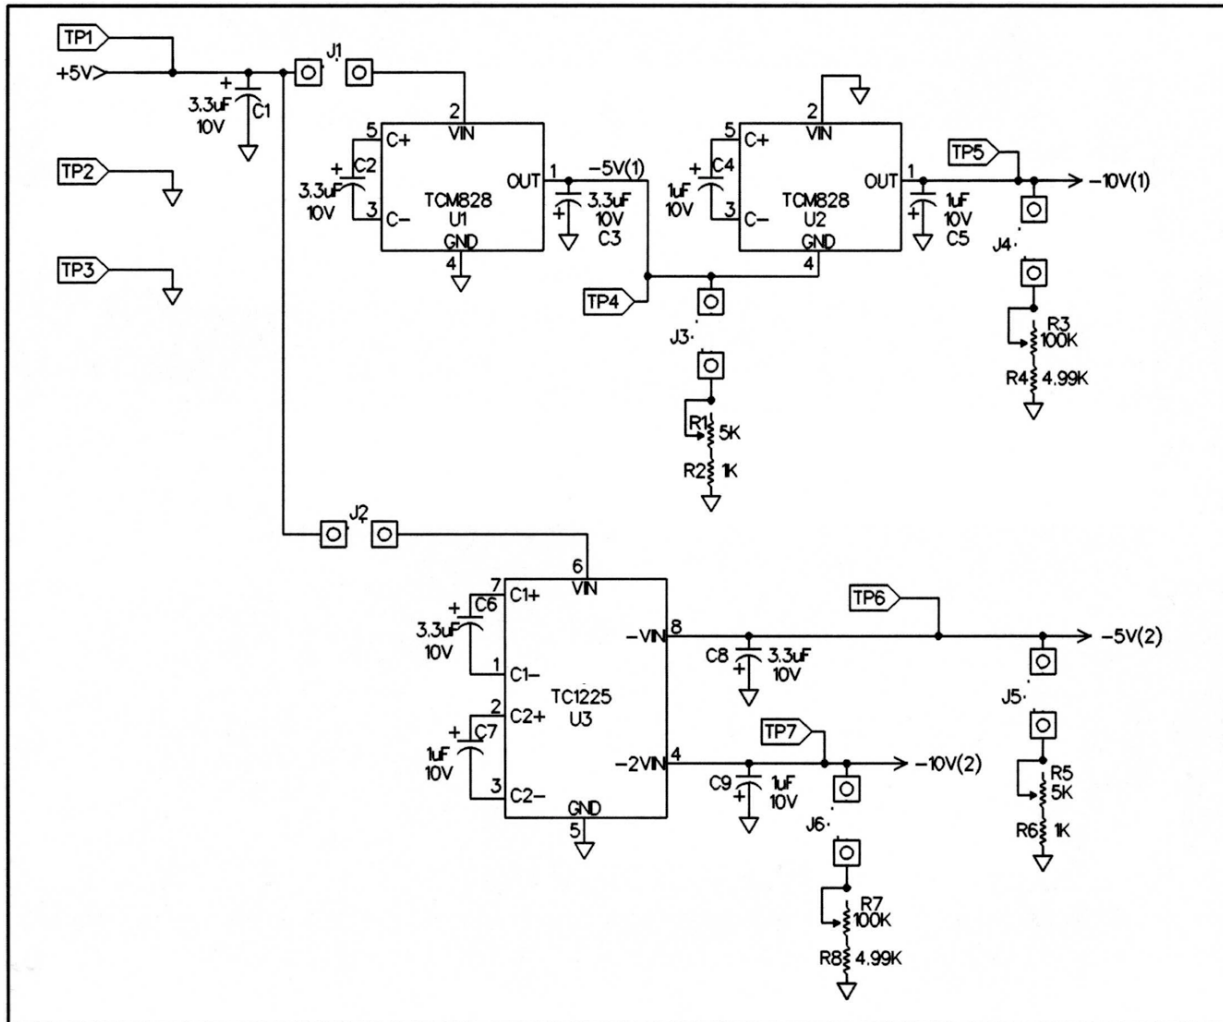 TP1
+5V
J1
+
3.3uF
10V
C1
TP2
TP3
2
VIN
5
C+
+
C2
3.3uF
10V
3
C-
TCM828
U1
OUT
1
GND
4
-5V(1)
3.3uF
10V
+
C3
2
VIN
5
C+
+
C4
1uF
10V
3
C-
TCM828
U2
OUT
1
GND
4
TP5
-10V(1)
1uF
10V
+
C5
J4
R3
100K
R4 4.99K
TP4
J3
R1
5K
R2 1K
J2
6
VIN
7
C1+
+
C6
3.3uF
10V
1
C1-
2
C2+
+
C7
1uF
10V
3
C2-
TC1225
U3
-VIN
8
-2VIN
4
GND
5
TP6
-5V(2)
C8 3.3uF
+ 10V
J5
R5
5K
R6 1K
TP7
-10V(2)
C9 1uF
+ 10V
J6
R7
100K
R8 4.99K